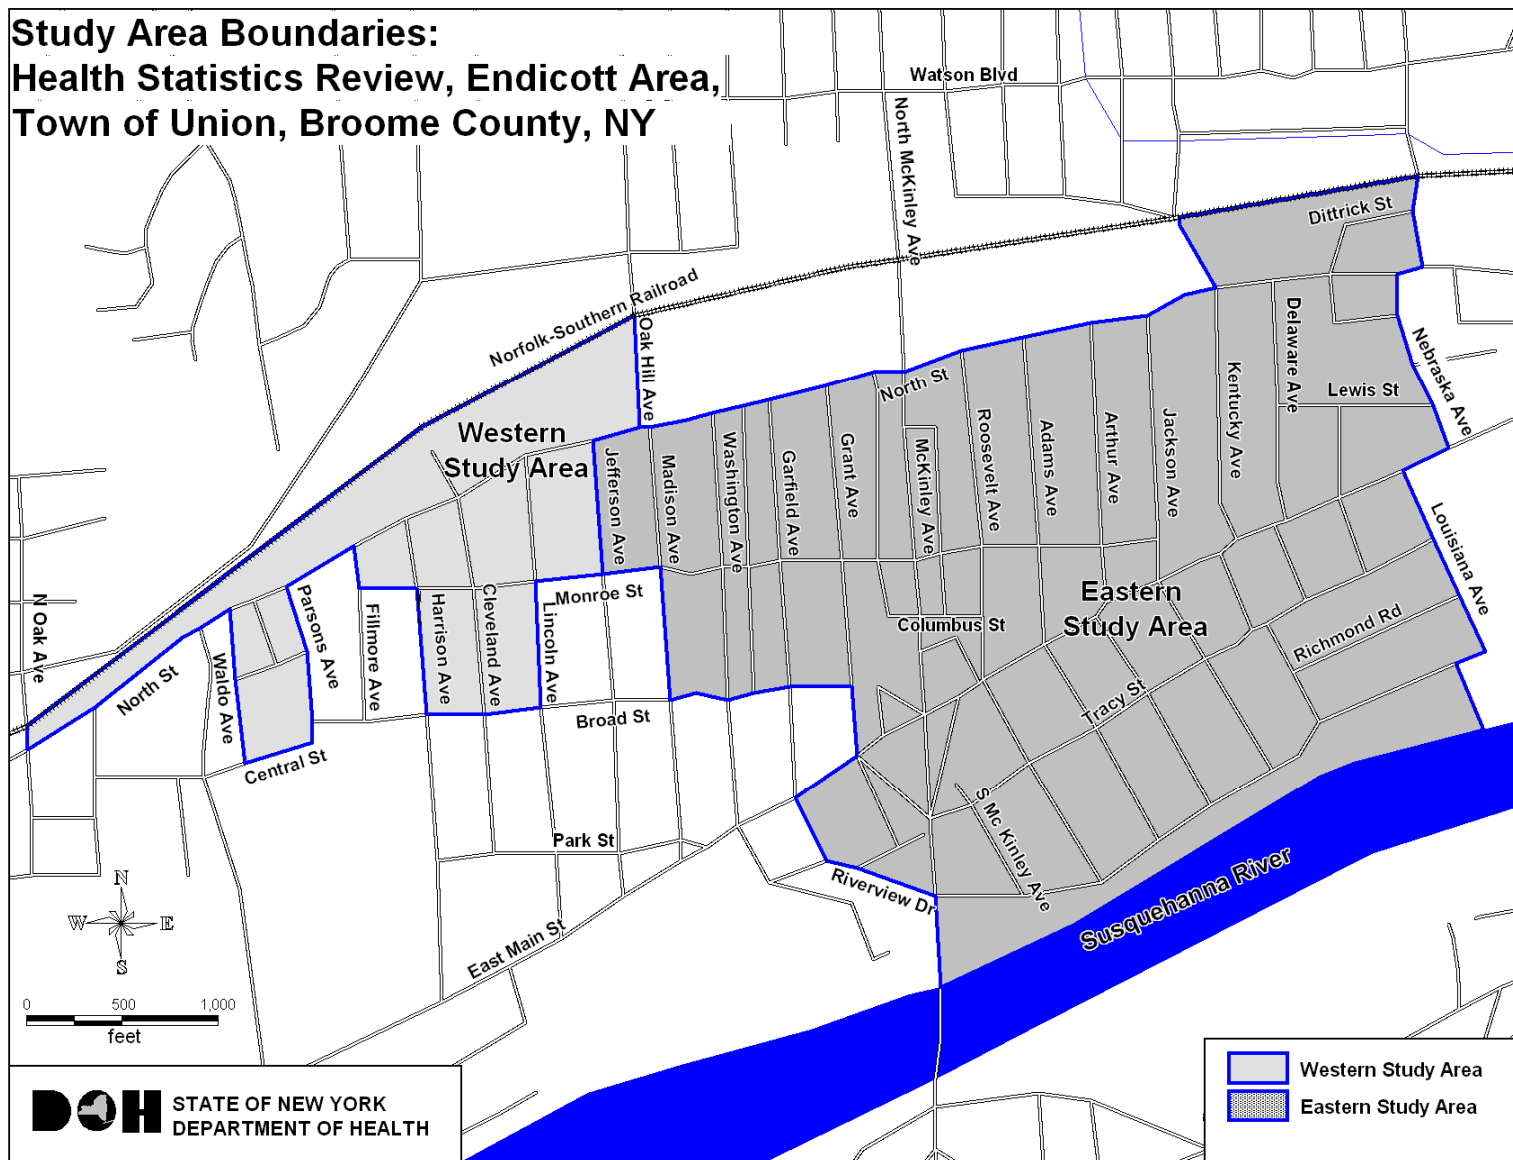 Study Area Boundaries:
Health Statistics Review, Endicott Area,
Town of Union, Broome County, NY
Watson Blvd
North McKinley Ave
Dittrick St
Norfolk-Southern Railroad
Oak Hill Ave
Delaware Ave
Nebraska Ave
North St
Lewis St
Kentucky Ave
Western
Study Area
Jefferson Ave
Madison Ave
Washington Ave
Garfield Ave
Grant Ave
McKinley Ave
Roosevelt Ave
Adams Ave
Arthur Ave
Jackson Ave
Louisiana Ave
Eastern
Study Area
N Oak Ave
North St
Waldo Ave
Parsons Ave
Fillmore Ave
Harrison Ave
Cleveland Ave
Lincoln Ave
Monroe St
Columbus St
Richmond Rd
Tracy St
Broad St
Central St
Park St
S Mc Kinley Ave
Riverview Dr
East Main St
Susquehanna River
N
W E
S
0 500 1,000
feet
DOH
STATE OF NEW YORK
DEPARTMENT OF HEALTH
Western Study Area
Eastern Study Area